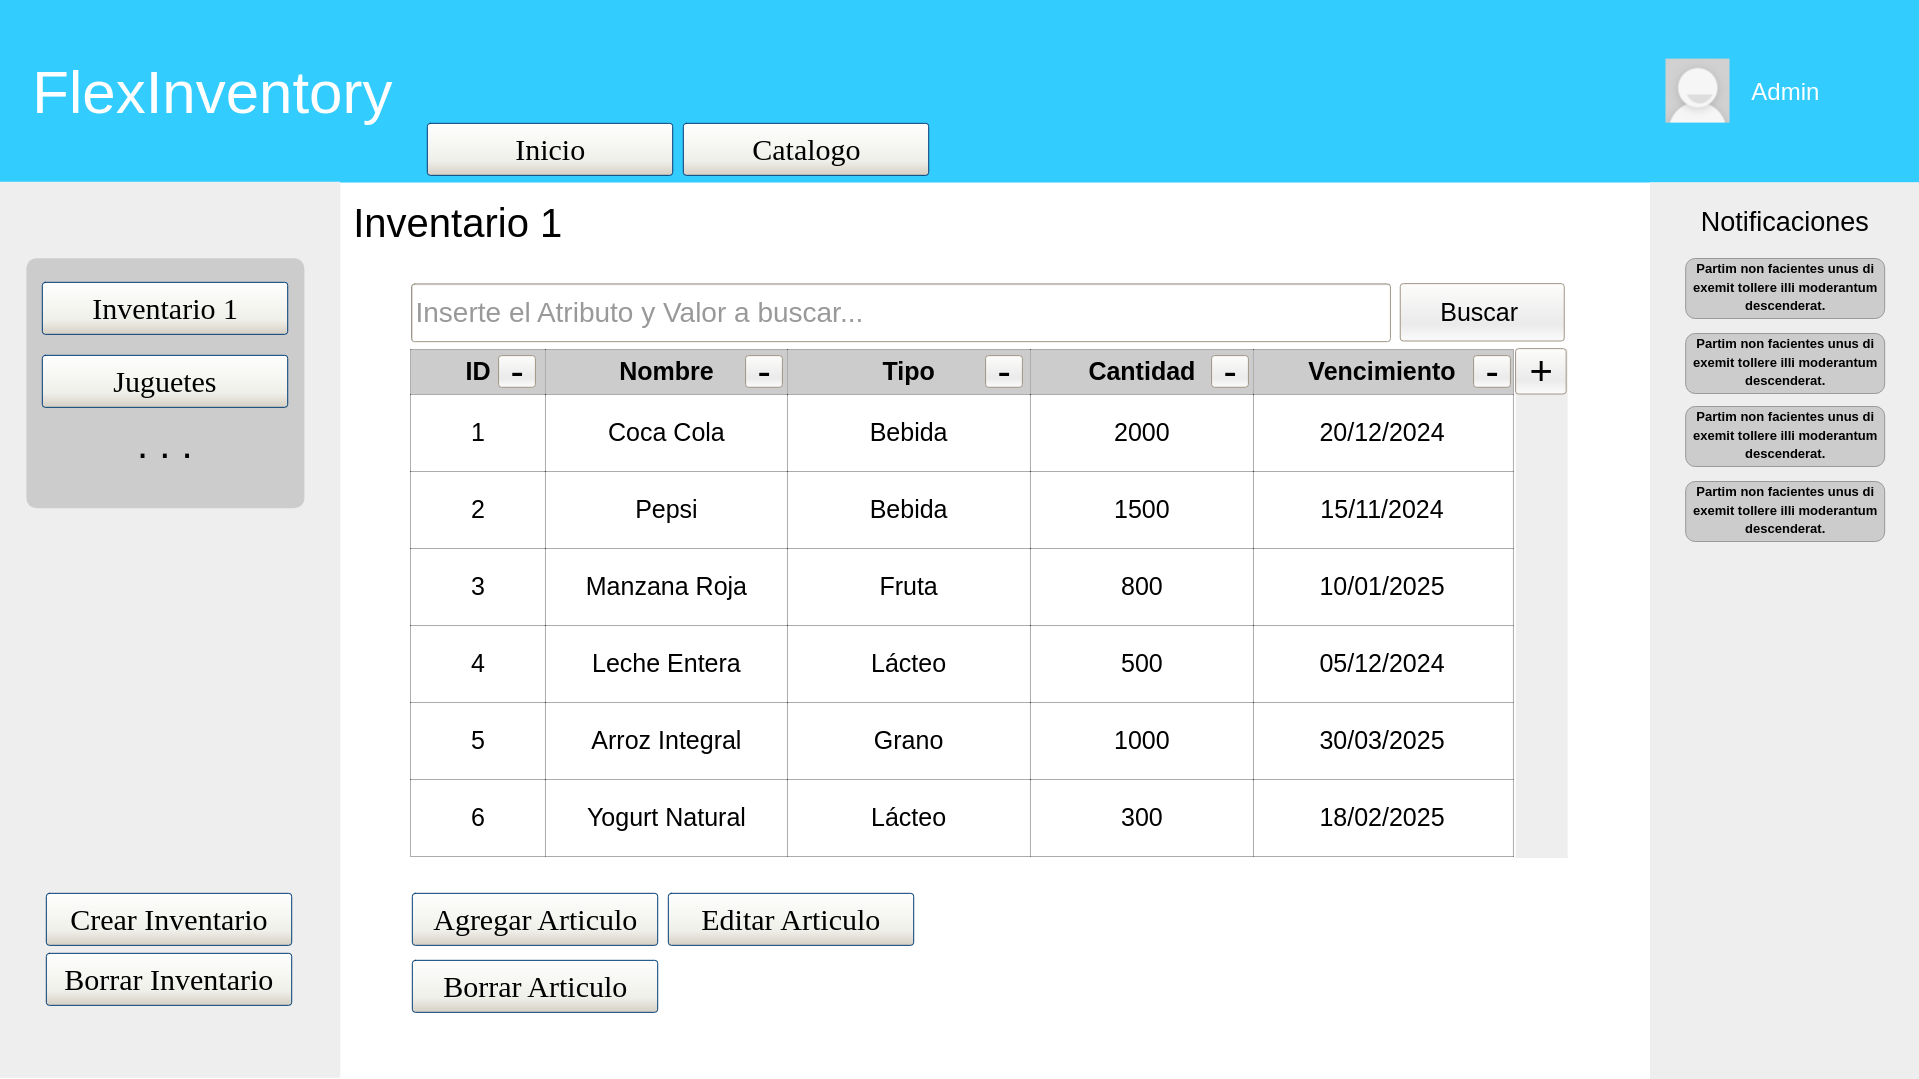 FlexInventory
Admin
Inicio Catalogo
Inventario 1
Notificaciones
Inventario 1
Juguetes
. . .
Crear Inventario
Borrar Inventario
Inserte el Atributo y Valor a buscar... Buscar
ID - Nombre - Tipo - Cantidad - Vencimiento - +
1 Coca Cola Bebida 2000 20/12/2024
2 Pepsi Bebida 1500 15/11/2024
3 Manzana Roja Fruta 800 10/01/2025
4 Leche Entera Lácteo 500 05/12/2024
5 Arroz Integral Grano 1000 30/03/2025
6 Yogurt Natural Lácteo 300 18/02/2025
Agregar Articulo Editar Articulo
Borrar Articulo
Partim non facientes unus di
exemit tollere illi moderantum
descenderat.
Partim non facientes unus di
exemit tollere illi moderantum
descenderat.
Partim non facientes unus di
exemit tollere illi moderantum
descenderat.
Partim non facientes unus di
exemit tollere illi moderantum
descenderat.